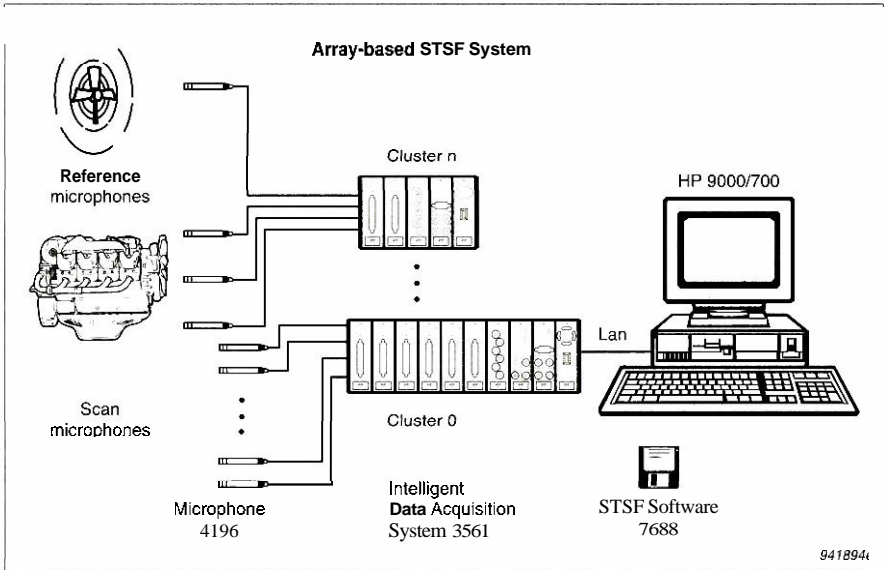 Array-based STSF System
Reference
microphones
Cluster n
HP 9000/700
Lan
Scan
microphones
Cluster 0
Microphone
4196
Intelligent
Data Acquisition
System 3561
STSF Software
7688